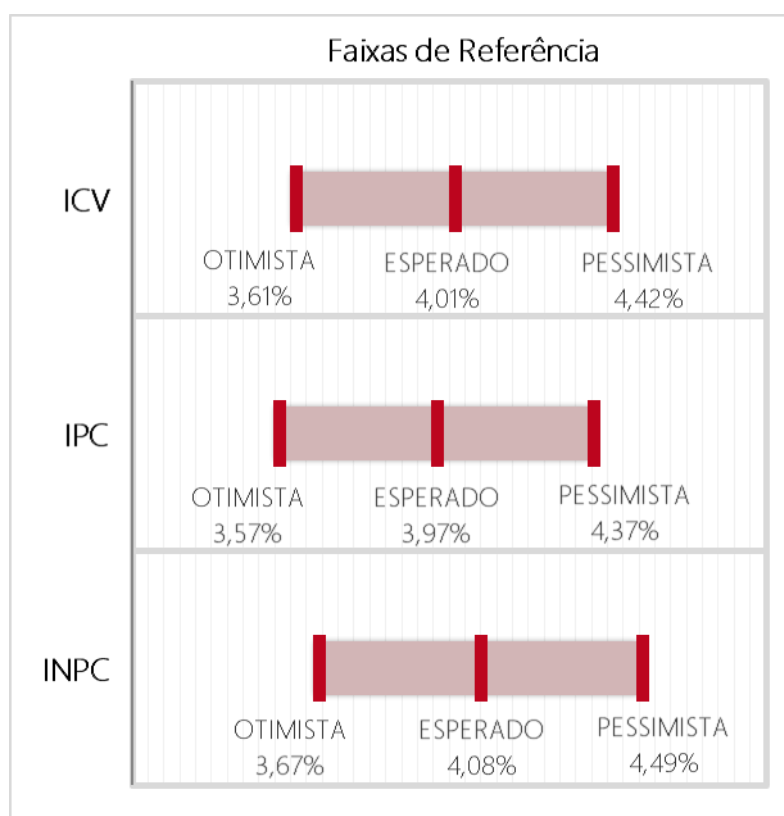 Faixas de Referência
ICV
OTIMISTA
3,61%
ESPERADO
4,01%
PESSIMISTA
4,42%
IPC
OTIMISTA
3,57%
ESPERADO
3,97%
PESSIMISTA
4,37%
INPC
OTIMISTA
3,67%
ESPERADO
4,08%
PESSIMISTA
4,49%